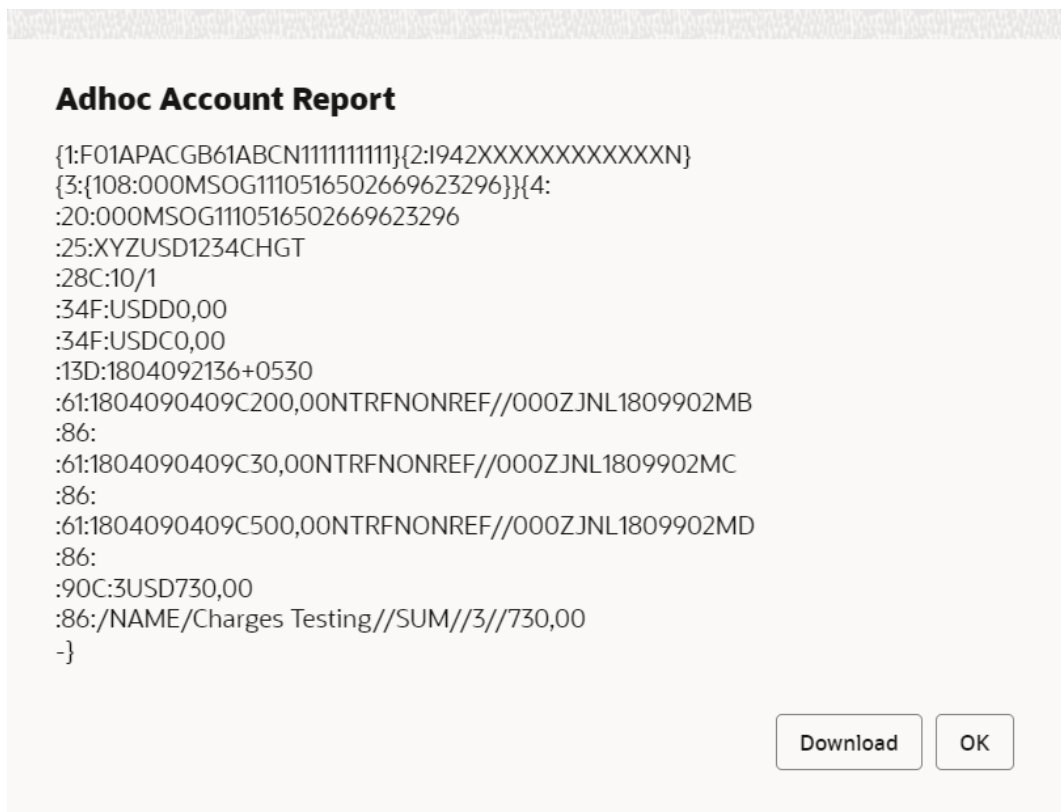 Adhoc Account Report
{1:F01APACGB61ABCN1111111111}{2:I942XXXXXXXXXXXXN}
{3:{108:000MSOG1110516502669623296}}{4:
:20:000MSOG1110516502669623296
:25:XYZUSD1234CHGT
:28C:10/1
:34F:USDD0,00
:34F:USDC0,00
:13D:1804092136+0530
:61:1804090409C200,00NTRFNONREF//000ZJNL1809902MB
:86:
:61:1804090409C30,00NTRFNONREF//000ZJNL1809902MC
:86:
:61:1804090409C500,00NTRFNONREF//000ZJNL1809902MD
:86:
:90C:3USD730,00
:86:/NAME/Charges Testing//SUM//3//730,00
-}
Download OK